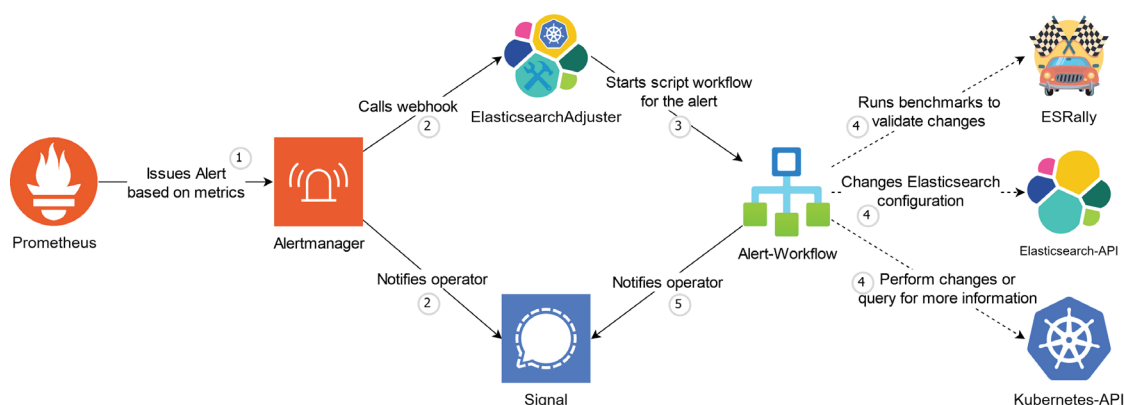 Prometheus
Issues Alert
1
based on metrics
Alertmanager
Calls webhook
2
ElasticsearchAdjuster
Notifies operator
2
Signal
Starts script workflow
for the alert
3
Alert-Workflow
Notifies operator
5
Runs benchmarks to
4
validate changes
ESRally
Changes Elasticsearch
configuration
4
Elasticsearch-API
4
Perform changes or
query for more information
Kubernetes-API